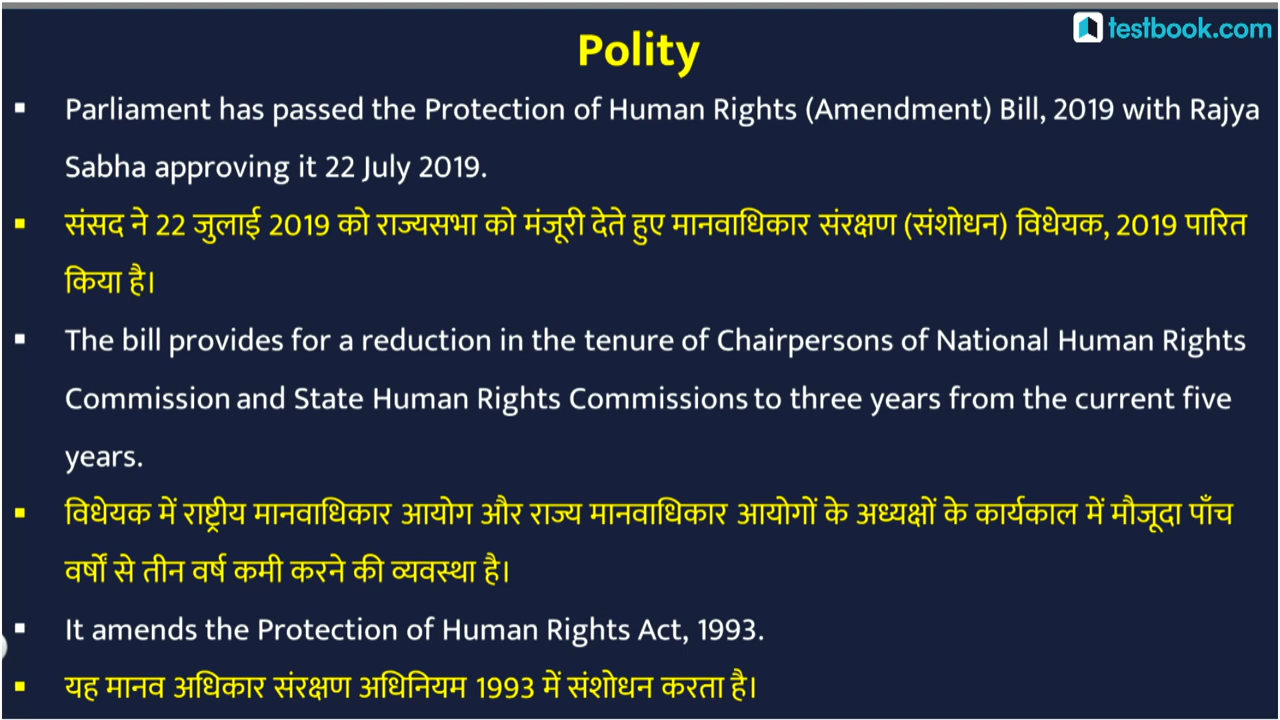 testbook.com
Polity
▪ Parliament has passed the Protection of Human Rights (Amendment) Bill, 2019 with Rajya
Sabha approving it 22 July 2019.
▪ संसद ने 22 जुलाई 2019 को राज्यसभा को मंजूरी देते हुए मानवाधिकार संरक्षण (संशोधन) विधेयक, 2019 पारित
किया है।
▪ The bill provides for a reduction in the tenure of Chairpersons of National Human Rights
Commission and State Human Rights Commissions to three years from the current five
years.
▪ विधेयक में राष्ट्रीय मानवाधिकार आयोग और राज्य मानवाधिकार आयोगों के अध्यक्षों के कार्यकाल में मौजूदा पाँच
वर्षों से तीन वर्ष कमी करने की व्यवस्था है।
▪ It amends the Protection of Human Rights Act, 1993.
▪ यह मानव अधिकार संरक्षण अधिनियम 1993 में संशोधन करता है।